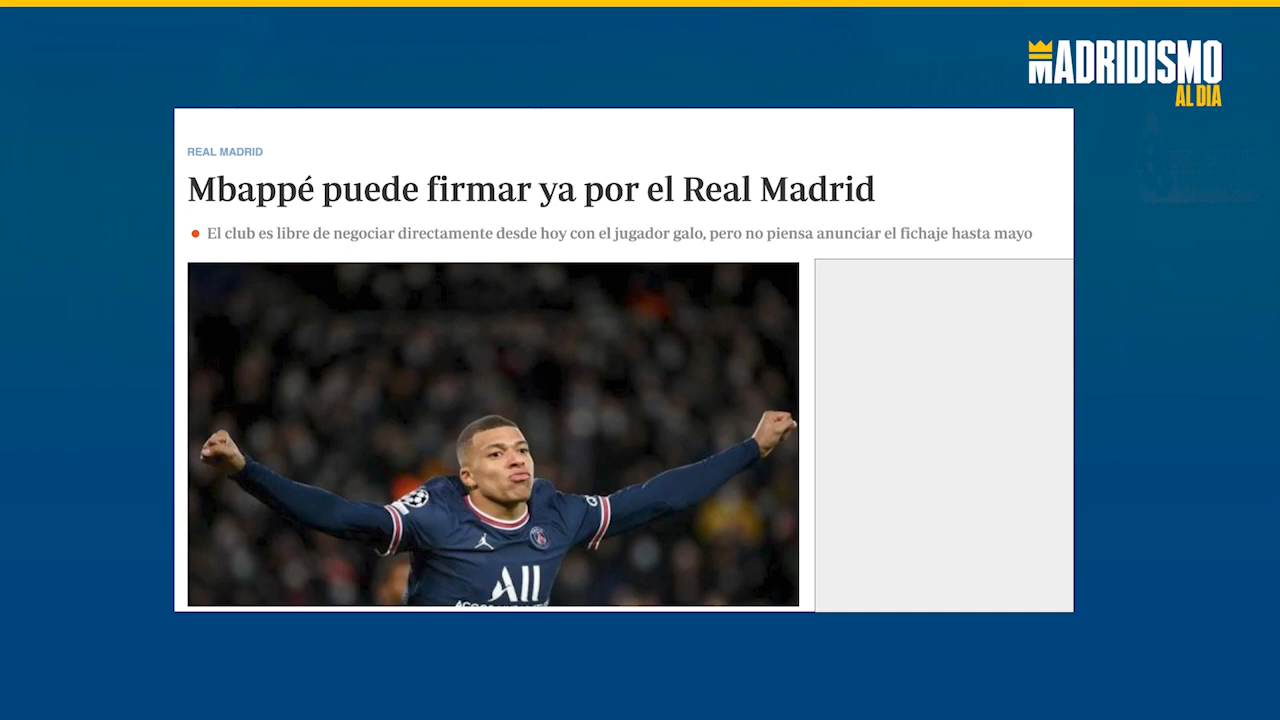 MADRIDISMO
AL DIA
REAL MADRID
Mbappé puede firmar ya por el Real Madrid
El club es libre de negociar directamente desde hoy con el jugador galo, pero no piensa anunciar el fichaje hasta mayo
ALL